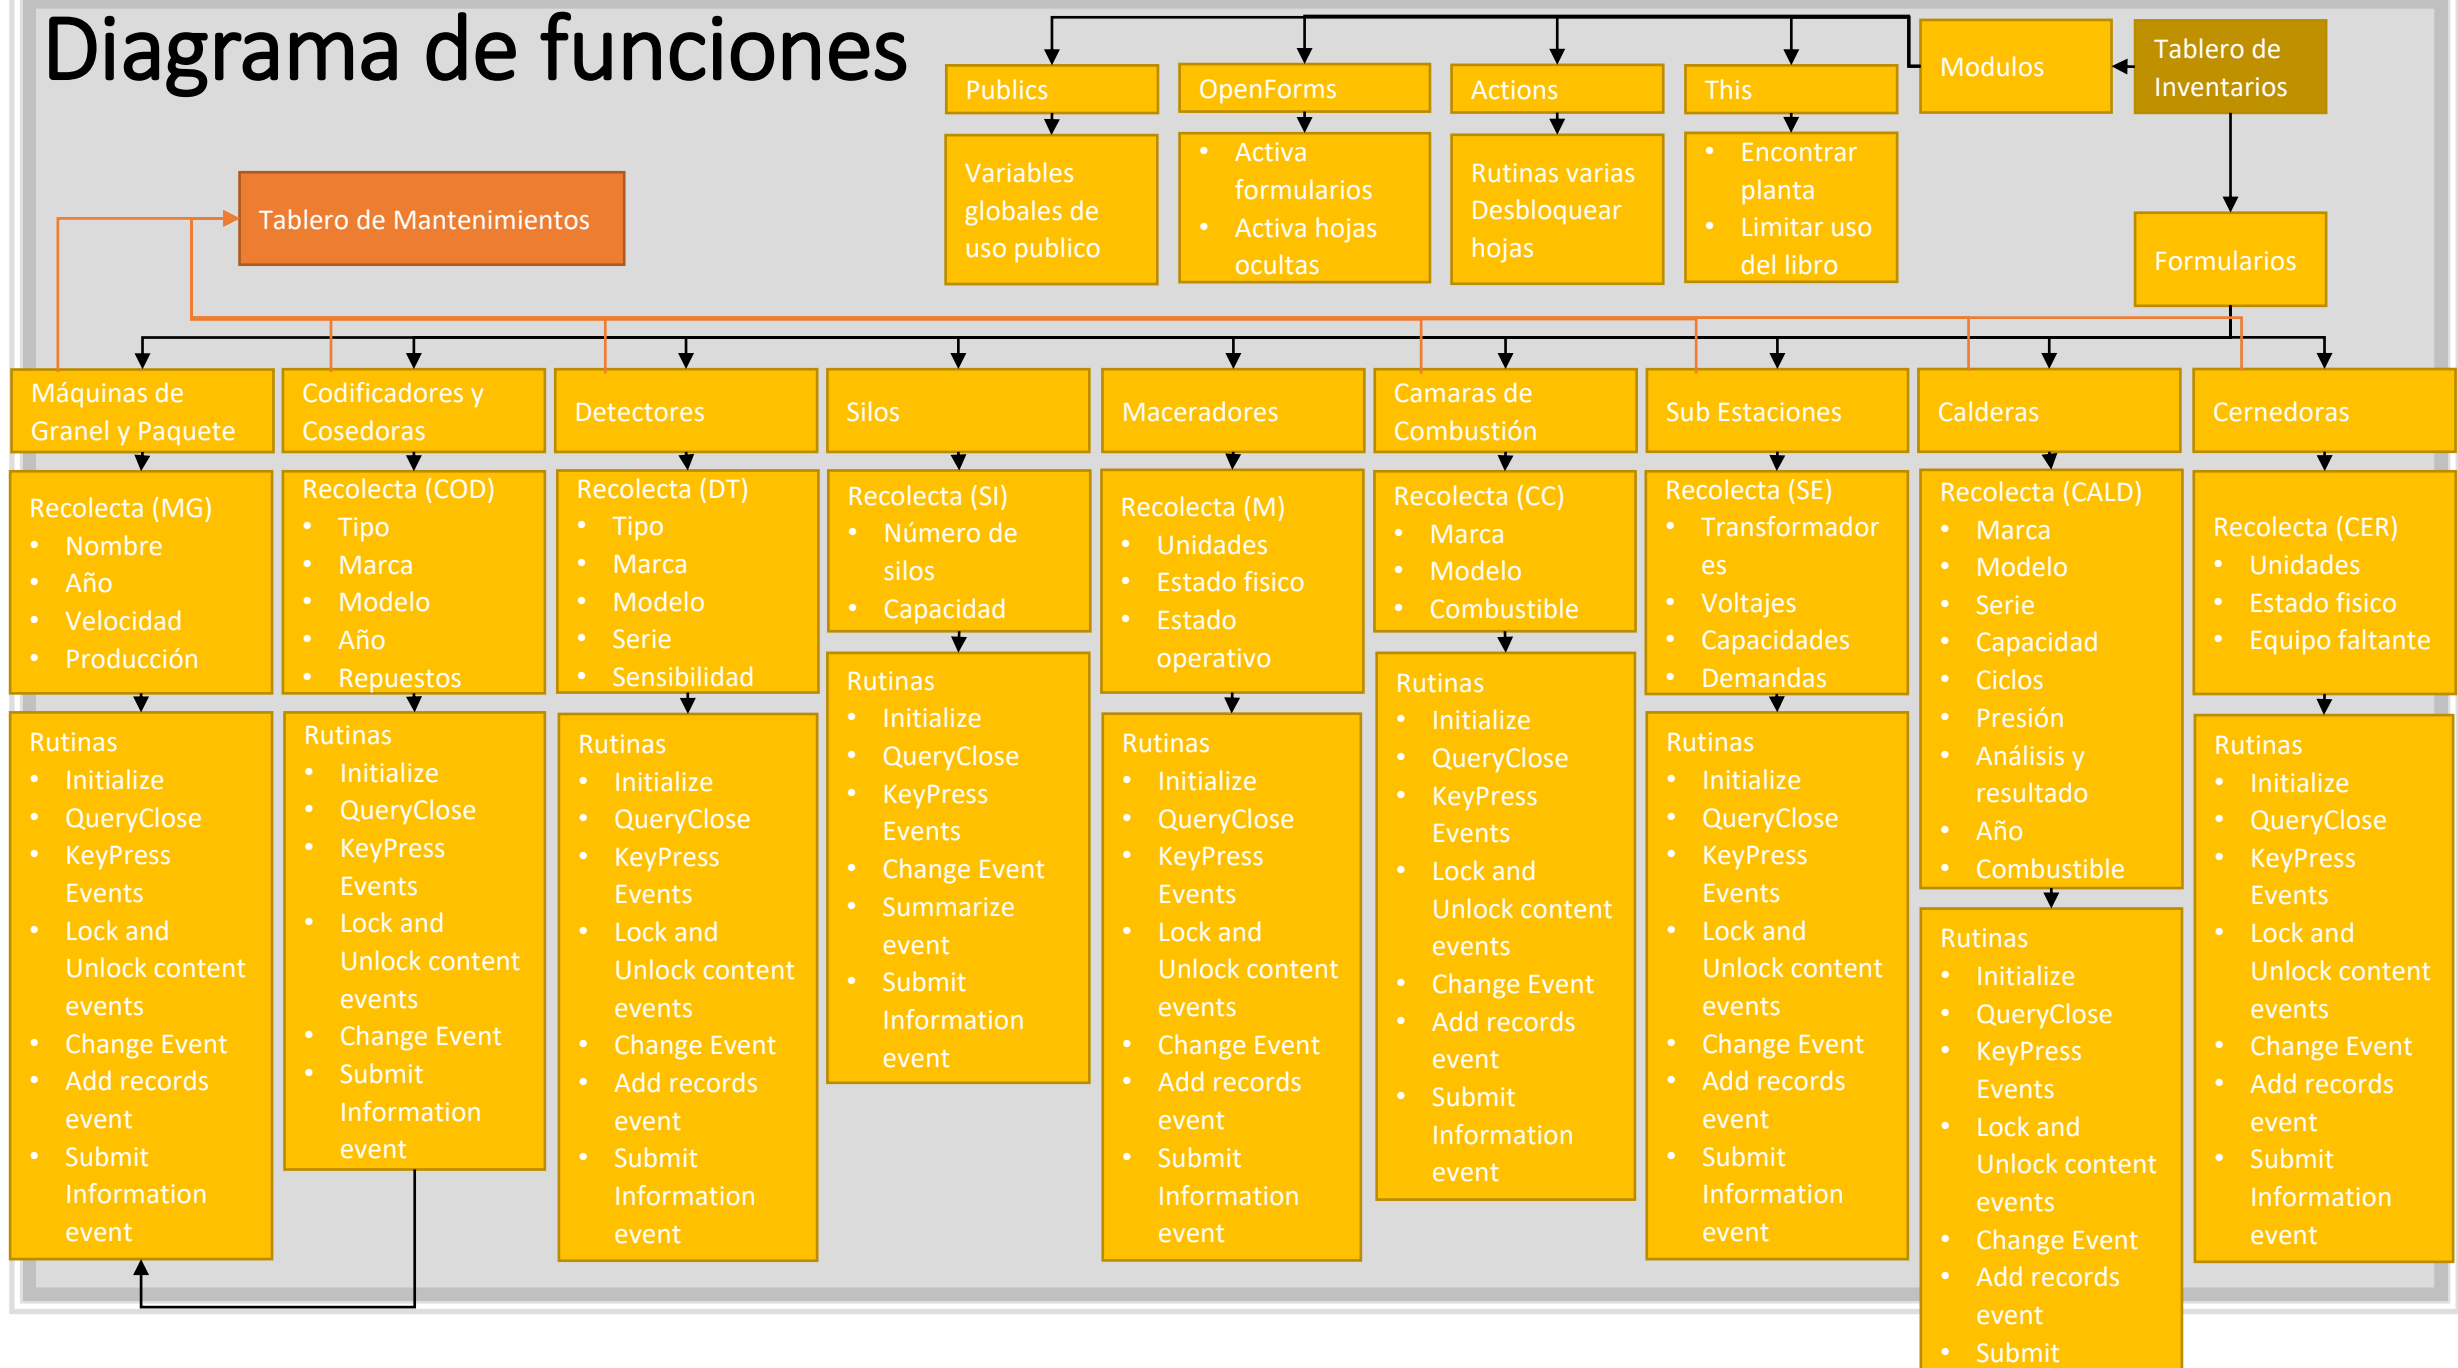 Diagrama de funciones
Publics
OpenForms
Actions
This
Modulos
Tablero de
Inventarios
Variables
globales de
uso publico
• Activa
formularios
• Activa hojas
ocultas
Rutinas varias
Desbloquear
hojas
• Encontrar
planta
• Limitar uso
del libro
Tablero de Mantenimientos
Formularios
Máquinas de
Granel y Paquete
Codificadores y
Cosedoras
Detectores
Silos
Maceradores
Camaras de
Combustión
Sub Estaciones
Calderas
Cernedoras
Recolecta (MG)
• Nombre
• Año
• Velocidad
• Producción
Recolecta (COD)
• Tipo
• Marca
• Modelo
• Año
• Repuestos
Recolecta (DT)
• Tipo
• Marca
• Modelo
• Serie
• Sensibilidad
Recolecta (SI)
• Número de
silos
• Capacidad
Recolecta (M)
• Unidades
• Estado fisico
• Estado
operativo
Recolecta (CC)
• Marca
• Modelo
• Combustible
Recolecta (SE)
• Transformador
es
• Voltajes
• Capacidades
• Demandas
Recolecta (CALD)
• Marca
• Modelo
• Serie
• Capacidad
• Ciclos
• Presión
• Análisis y
resultado
• Año
• Combustible
Recolecta (CER)
• Unidades
• Estado fisico
• Equipo faltante
Rutinas
• Initialize
• QueryClose
• KeyPress
Events
• Lock and
Unlock content
events
• Change Event
• Add records
event
• Submit
Information
event
Rutinas
• Initialize
• QueryClose
• KeyPress
Events
• Lock and
Unlock content
events
• Change Event
• Submit
Information
event
Rutinas
• Initialize
• QueryClose
• KeyPress
Events
• Lock and
Unlock content
events
• Change Event
• Add records
event
• Submit
Information
event
Rutinas
• Initialize
• QueryClose
• KeyPress
Events
• Change Event
• Summarize
event
• Submit
Information
event
Rutinas
• Initialize
• QueryClose
• KeyPress
Events
• Lock and
Unlock content
events
• Change Event
• Add records
event
• Submit
Information
event
Rutinas
• Initialize
• QueryClose
• KeyPress
Events
• Lock and
Unlock content
events
• Change Event
• Add records
event
• Submit
Information
event
Rutinas
• Initialize
• QueryClose
• KeyPress
Events
• Lock and
Unlock content
events
• Change Event
• Add records
event
• Submit
Information
event
Rutinas
• Initialize
• QueryClose
• KeyPress
Events
• Lock and
Unlock content
events
• Change Event
• Add records
event
• Submit
Rutinas
• Initialize
• QueryClose
• KeyPress
Events
• Lock and
Unlock content
events
• Change Event
• Add records
event
• Submit
Information
event